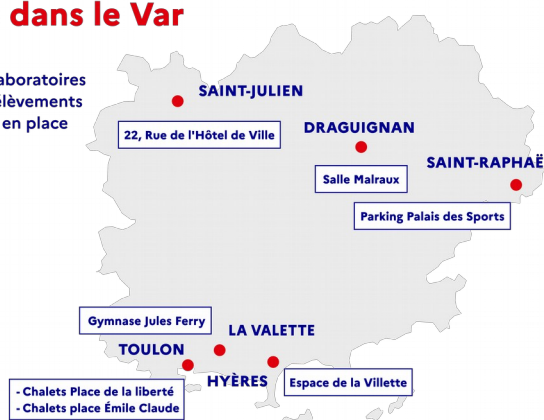 dans le Var
aboratoires
élèvements
en place
SAINT-JULIEN
22, Rue de l'Hôtel de Ville
DRAGUIGNAN
Salle Malraux
SAINT-RAPHAË
Parking Palais des Sports
Gymnase Jules Ferry
LA VALETTE
TOULON
HYÈRES
Espace de la Villette
- Chalets Place de la liberté
- Chalets place Émile Claude